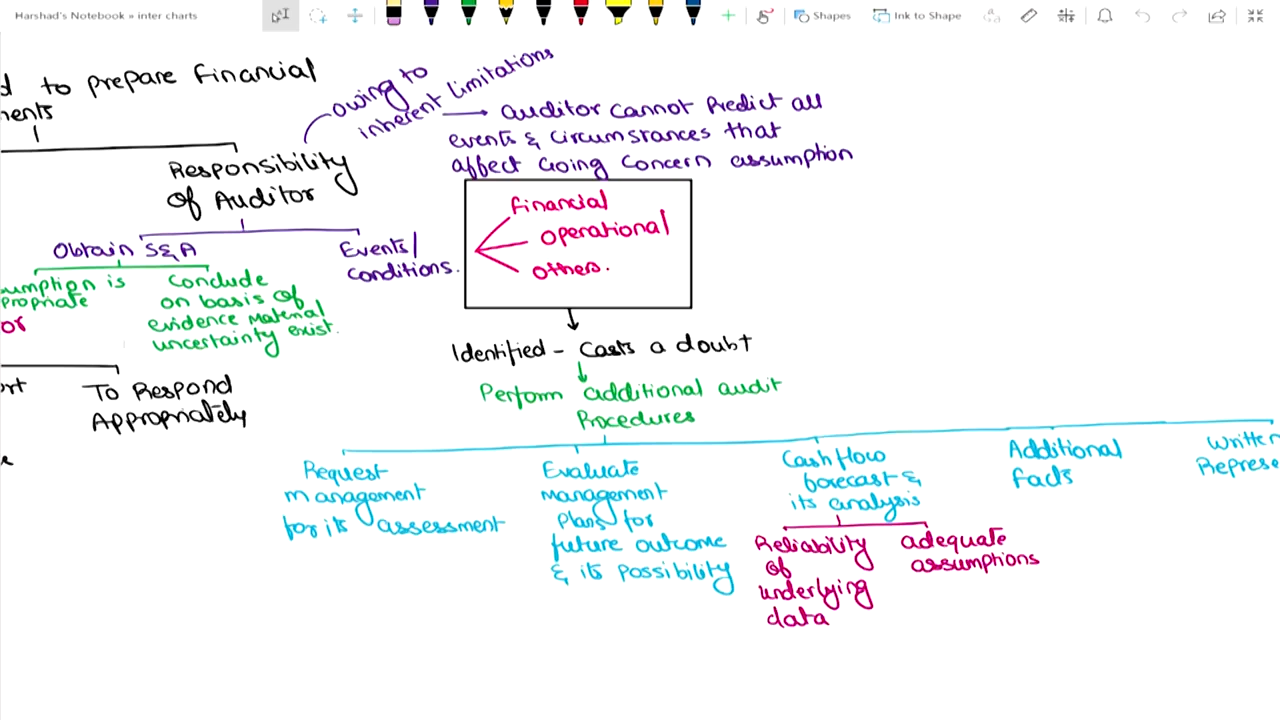 Harshad's Notebook » inter charts
Shapes
Ink to Shape
d to prepare financial
ments
owing to
inherent limitations
auditor cannot predict all
events & circumstances that
affect Going Concern assumption
Responsibility
of Auditor
Obtain S&A
Events/
Conditions.
financial
operational
others.
sumption is
propriate
or
Conclude
on basis of
evidence material
uncertainty exist.
Identified - Casts a doubt
Perform additional audit
Procedures
ort
To Respond
Appropriately
Request
management
for its assessment
Evaluate
management
Plans for
future outcome
& its possibility
Cash flow
forecast &
its analysis
Reliability
of
underlying
data
adequate
assumptions
Additional
facts
Written
Represe